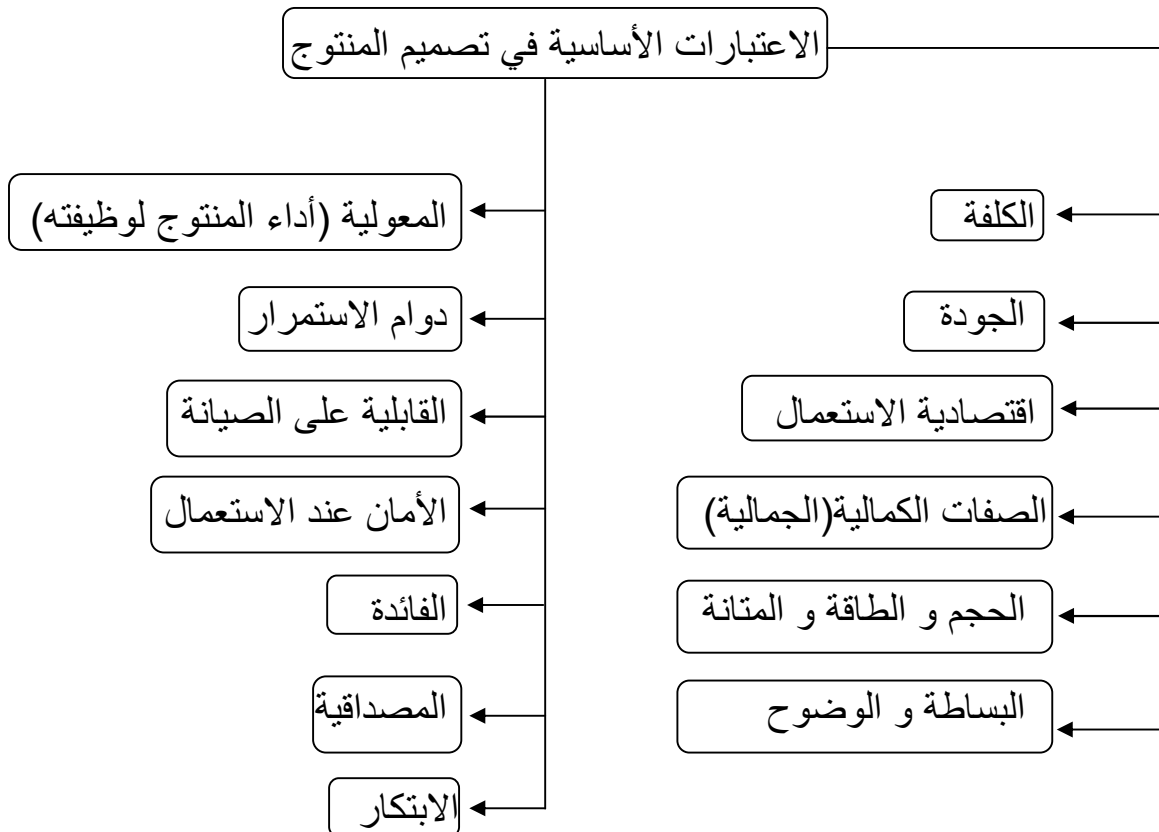 الاعتبارات الأساسية في تصميم المنتوج
الكلفة
الجودة
اقتصادية الاستعمال
الصفات الكمالية(الجمالية)
الحجم و الطاقة و المتانة
البساطة و الوضوح
المعولية (أداء المنتوج لوظيفته)
دوام الاستمرار
القابلية على الصيانة
الأمان عند الاستعمال
الفائدة
المصداقية
الابتكار